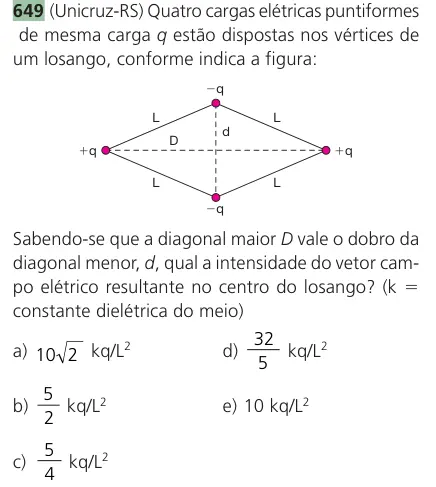 649 (Unicruz-RS) Quatro cargas elétricas puntiformes
de mesma carga q estão dispostas nos vértices de
um losango, conforme indica a figura:
–q
L L
D d
+q +q
L L
–q
Sabendo-se que a diagonal maior D vale o dobro da
diagonal menor, d, qual a intensidade do vetor cam-
po elétrico resultante no centro do losango? (k =
constante dielétrica do meio)
a) 10√2 kq/L² d) 32/5 kq/L²
b) 5/2 kq/L² e) 10 kq/L²
c) 5/4 kq/L²